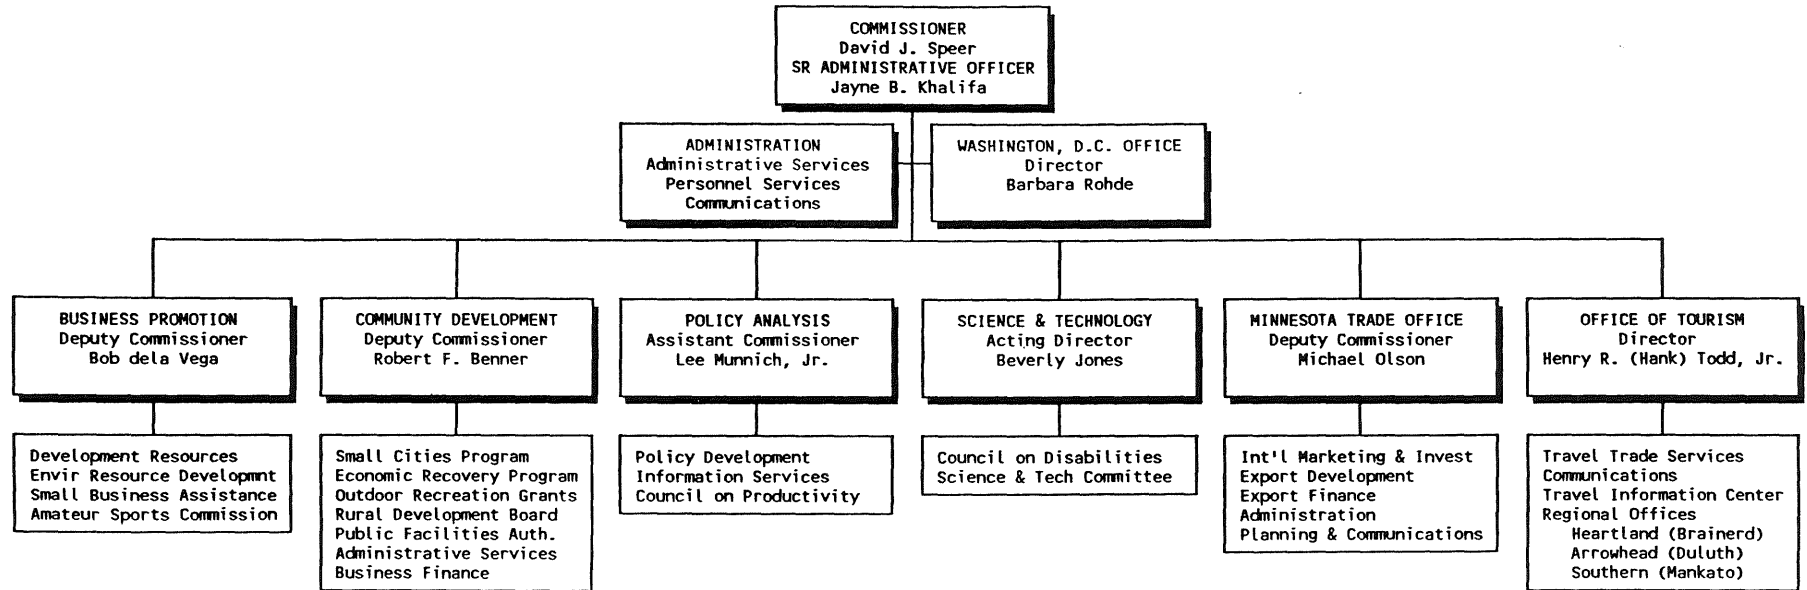 COMMISSIONER
David J. Speer
SR ADMINISTRATIVE OFFICER
Jayne B. Khalifa
ADMINISTRATION
Administrative Services
Personnel Services
Communications
WASHINGTON, D.C. OFFICE
Director
Barbara Rohde
BUSINESS PROMOTION
Deputy Commissioner
Bob dela Vega
COMMUNITY DEVELOPMENT
Deputy Commissioner
Robert F. Benner
POLICY ANALYSIS
Assistant Commissioner
Lee Munnich, Jr.
SCIENCE & TECHNOLOGY
Acting Director
Beverly Jones
MINNESOTA TRADE OFFICE
Deputy Commissioner
Michael Olson
OFFICE OF TOURISM
Director
Henry R. (Hank) Todd, Jr.
Development Resources
Envir Resource Developmnt
Small Business Assistance
Amateur Sports Commission
Small Cities Program
Economic Recovery Program
Outdoor Recreation Grants
Rural Development Board
Public Facilities Auth.
Administrative Services
Business Finance
Policy Development
Information Services
Council on Productivity
Council on Disabilities
Science & Tech Committee
Int'l Marketing & Invest
Export Development
Export Finance
Administration
Planning & Communications
Travel Trade Services
Communications
Travel Information Center
Regional Offices
Heartland (Brainerd)
Arrowhead (Duluth)
Southern (Mankato)